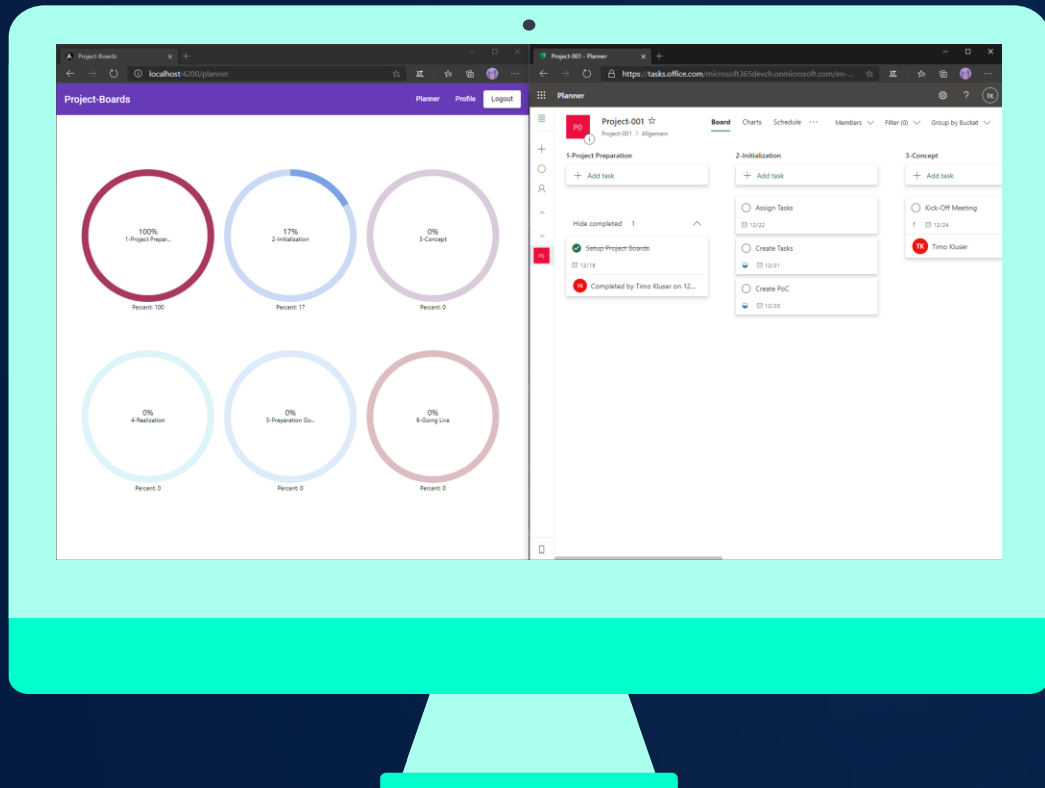 Project-Boards
localhost:4200/planner
Project-Boards
Planner
Profile
Logout
100%
1-Project Prepar...
Percent: 100
17%
2-Initialization
Percent: 17
0%
3-Concept
Percent: 0
0%
4-Realization
Percent: 0
0%
5-Preparation Go...
Percent: 0
0%
6-Going Live
Percent: 0
Project-001 - Planner
https://tasks.office.com/microsoft365devch.onmicrosoft.com/en-...
Planner
? TK
P0
Project-001
Project-001 > Allgemein
Board
Charts
Schedule
...
Members
Filter (0)
Group by Bucket
P0
1-Project Preparation
+ Add task
Hide completed 1
Setup Project Boards
12/18
TK Completed by Timo Kluser on 12...
2-Initialization
+ Add task
Assign Tasks
12/22
Create Tasks
12/21
Create PoC
12/20
3-Concept
+ Add task
Kick-Off Meeting
! 12/24
TK Timo Kluser